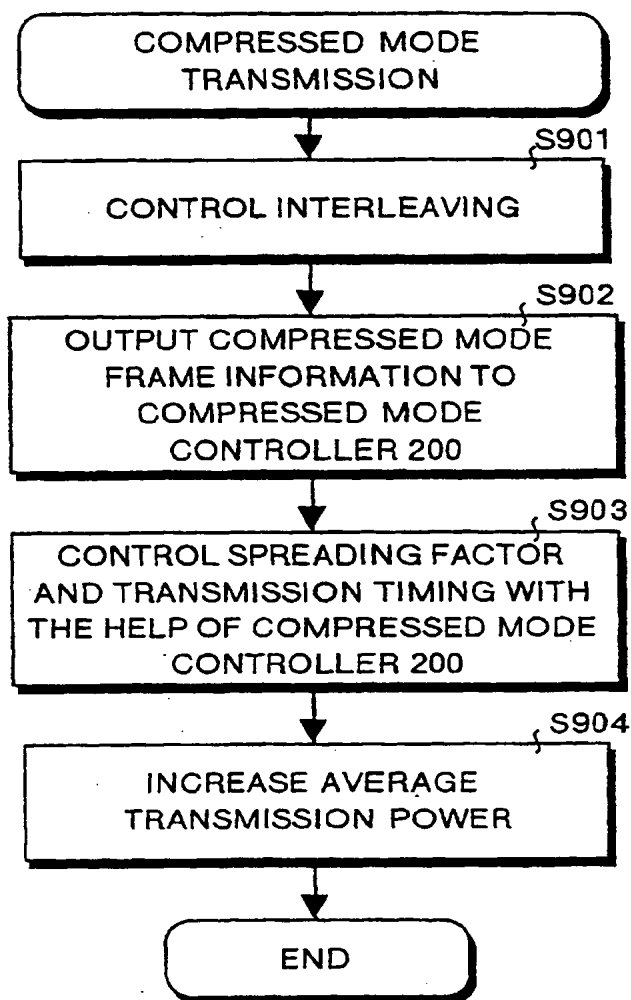 COMPRESSED MODE
TRANSMISSION
S901
CONTROL INTERLEAVING
S902
OUTPUT COMPRESSED MODE
FRAME INFORMATION TO
COMPRESSED MODE
CONTROLLER 200
S903
CONTROL SPREADING FACTOR
AND TRANSMISSION TIMING WITH
THE HELP OF COMPRESSED MODE
CONTROLLER 200
S904
INCREASE AVERAGE
TRANSMISSION POWER
END